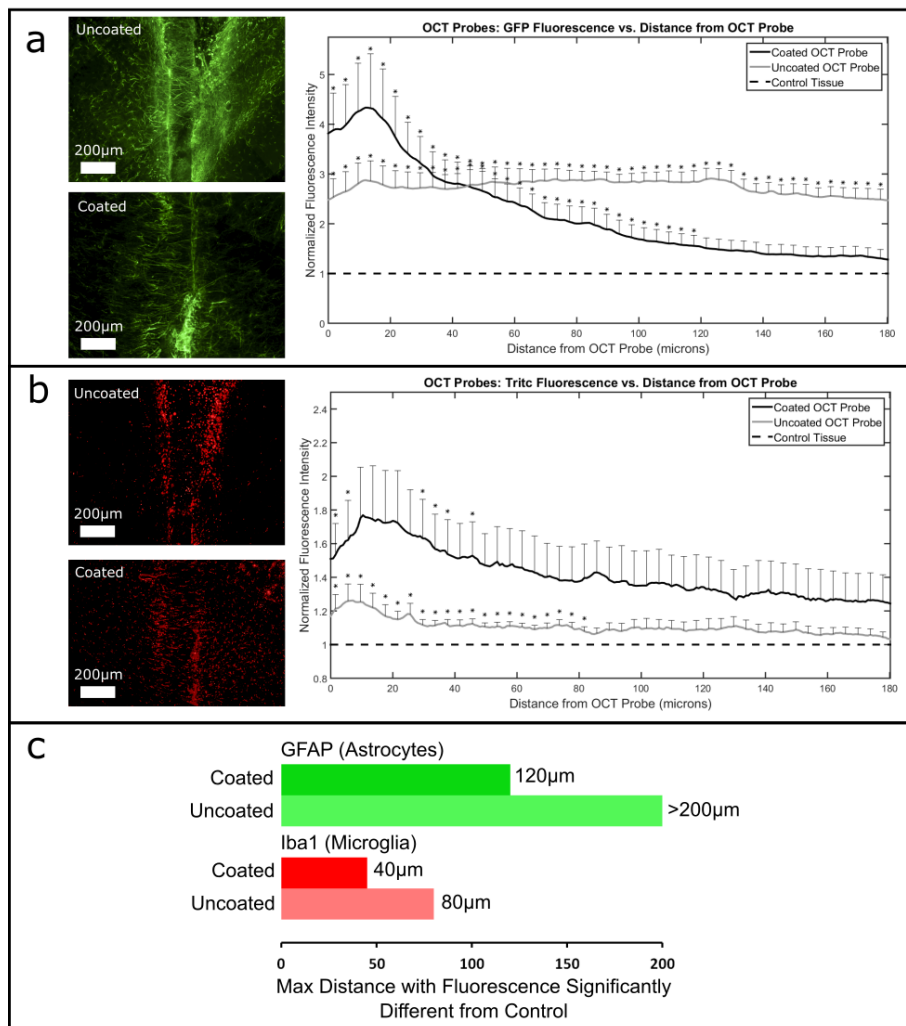 a
Uncoated
200µm
Coated
200µm
OCT Probes: GFP Fluorescence vs. Distance from OCT Probe
Coated OCT Probe
Uncoated OCT Probe
Control Tissue
Normalized Fluorescence Intensity
5
4
3
2
1
0
0 20 40 60 80 100 120 140 160 180
Distance from OCT Probe (microns)
b
Uncoated
200µm
Coated
200µm
OCT Probes: Tritc Fluorescence vs. Distance from OCT Probe
Coated OCT Probe
Uncoated OCT Probe
Control Tissue
Normalized Fluorescence Intensity
2.4
2.2
2
1.8
1.6
1.4
1.2
1
0.8
0 20 40 60 80 100 120 140 160 180
Distance from OCT Probe (microns)
c
GFAP (Astrocytes)
Coated 120µm
Uncoated >200µm
Iba1 (Microglia)
Coated 40µm
Uncoated 80µm
0 50 100 150 200
Max Distance with Fluorescence Significantly
Different from Control